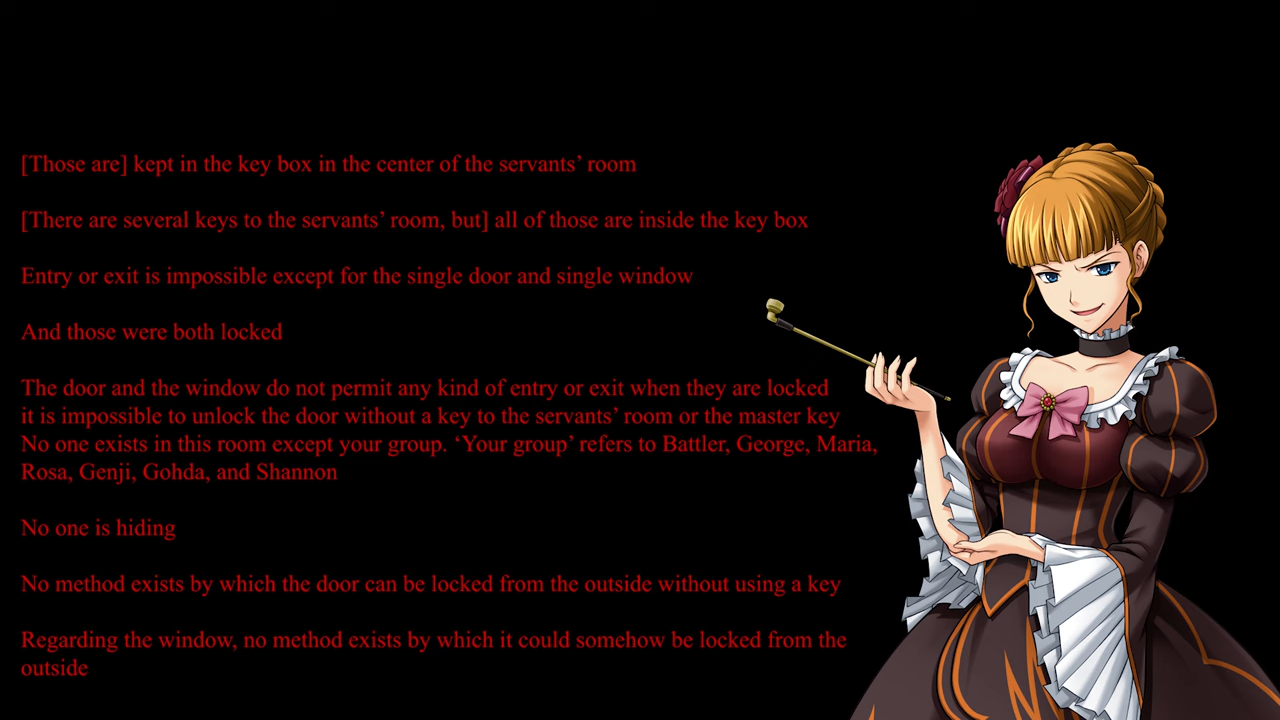 [Those are] kept in the key box in the center of the servants’ room
[There are several keys to the servants’ room, but] all of those are inside the key box
Entry or exit is impossible except for the single door and single window
And those were both locked
The door and the window do not permit any kind of entry or exit when they are locked
it is impossible to unlock the door without a key to the servants’ room or the master key
No one exists in this room except your group. ‘Your group’ refers to Battler, George, Maria,
Rosa, Genji, Gohda, and Shannon
No one is hiding
No method exists by which the door can be locked from the outside without using a key
Regarding the window, no method exists by which it could somehow be locked from the
outside